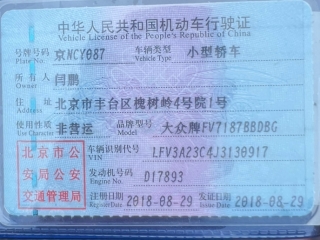 中华人民共和国机动车行驶证
Vehicle License of the People's Republic of China
号牌号码 京NCY087 车辆类型 小型轿车
Plate No. Vehicle Type
所有人 闫鹏
Owner
住址 北京市丰台区槐树岭4号院1号
Address
使用性质 非营运 品牌型号 大众牌FV7187BBDBG
Use Character Model
北京市公 车辆识别代号 LFV3A23C4J3130917
VIN
安局公安 发动机号码 D17893
Engine No.
交通管理局 注册日期 2018-08-29 发证日期 2018-08-29
Register Date Issue Date